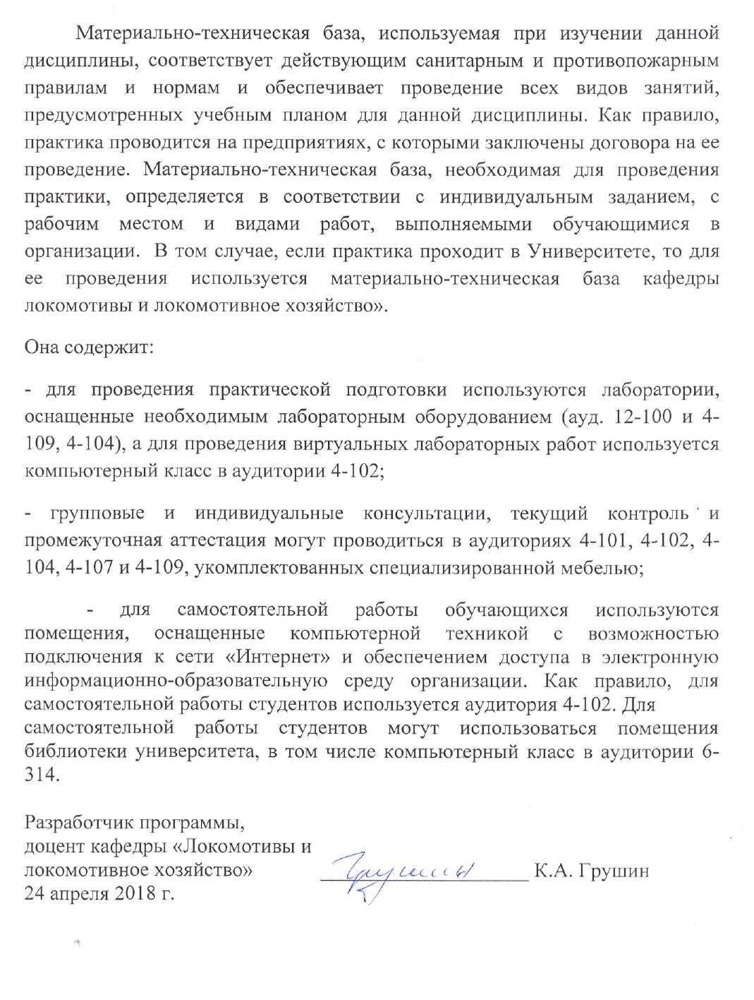 Материально-техническая база, используемая при изучении данной
дисциплины, соответствует действующим санитарным и противопожарным
правилам и нормам и обеспечивает проведение всех видов занятий,
предусмотренных учебным планом для данной дисциплины. Как правило,
практика проводится на предприятиях, с которыми заключены договора на ее
проведение. Материально-техническая база, необходимая для проведения
практики, определяется в соответствии с индивидуальным заданием, с
рабочим местом и видами работ, выполняемыми обучающимися в
организации. В том случае, если практика проходит в Университете, то для
ее проведения используется материально-техническая база кафедры
локомотивы и локомотивное хозяйство».
Она содержит:
- для проведения практической подготовки используются лаборатории,
оснащенные необходимым лабораторным оборудованием (ауд. 12-100 и 4-
109, 4-104), а для проведения виртуальных лабораторных работ используется
компьютерный класс в аудитории 4-102;
- групповые и индивидуальные консультации, текущий контроль и
промежуточная аттестация могут проводиться в аудиториях 4-101, 4-102, 4-
104, 4-107 и 4-109, укомплектованных специализированной мебелью;
- для самостоятельной работы обучающихся используются
помещения, оснащенные компьютерной техникой с возможностью
подключения к сети «Интернет» и обеспечением доступа в электронную
информационно-образовательную среду организации. Как правило, для
самостоятельной работы студентов используется аудитория 4-102. Для
самостоятельной работы студентов могут использоваться помещения
библиотеки университета, в том числе компьютерный класс в аудитории 6-
314.
Разработчик программы,
доцент кафедры «Локомотивы и
локомотивное хозяйство» Грушин К.А. Грушин
24 апреля 2018 г.